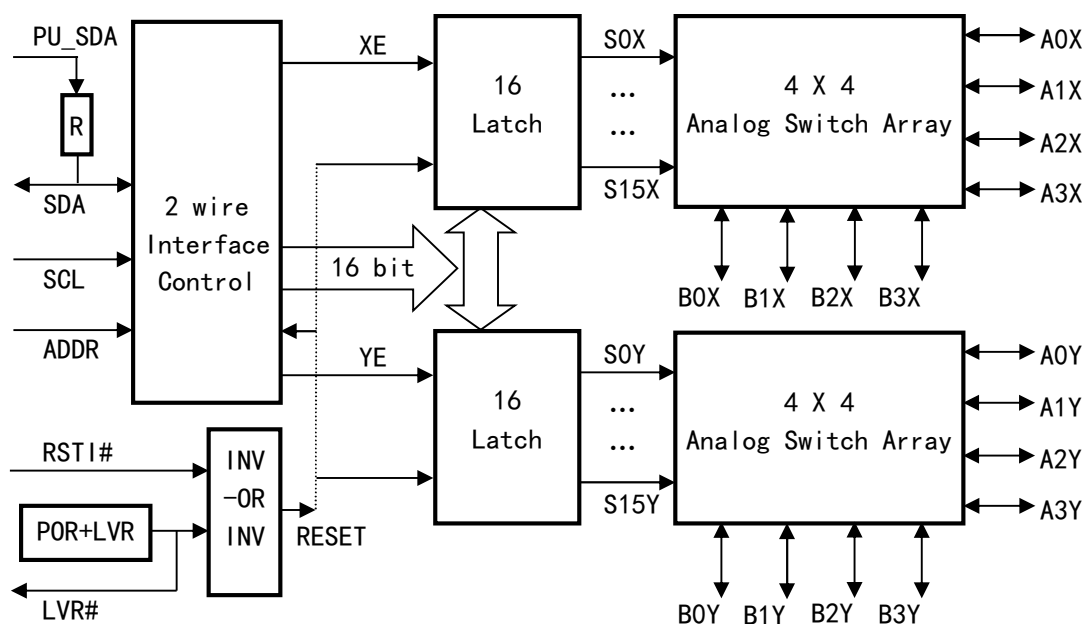 PU_SDA
R
SDA
SCL
ADDR
2 wire
Interface
Control
XE
16 bit
YE
16
Latch
S0X
...
...
S15X
4 X 4
Analog Switch Array
A0X
A1X
A2X
A3X
B0X B1X B2X B3X
16
Latch
S0Y
...
...
S15Y
4 X 4
Analog Switch Array
A0Y
A1Y
A2Y
A3Y
B0Y B1Y B2Y B3Y
RSTI#
POR+LVR
LVR#
INV
-OR
INV
RESET